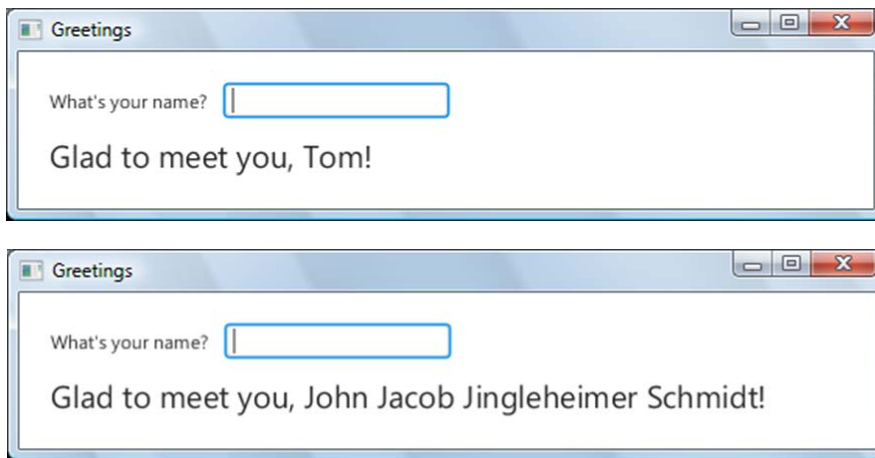 Greetings
What's your name?
Glad to meet you, Tom!
Greetings
What's your name?
Glad to meet you, John Jacob Jingleheimer Schmidt!